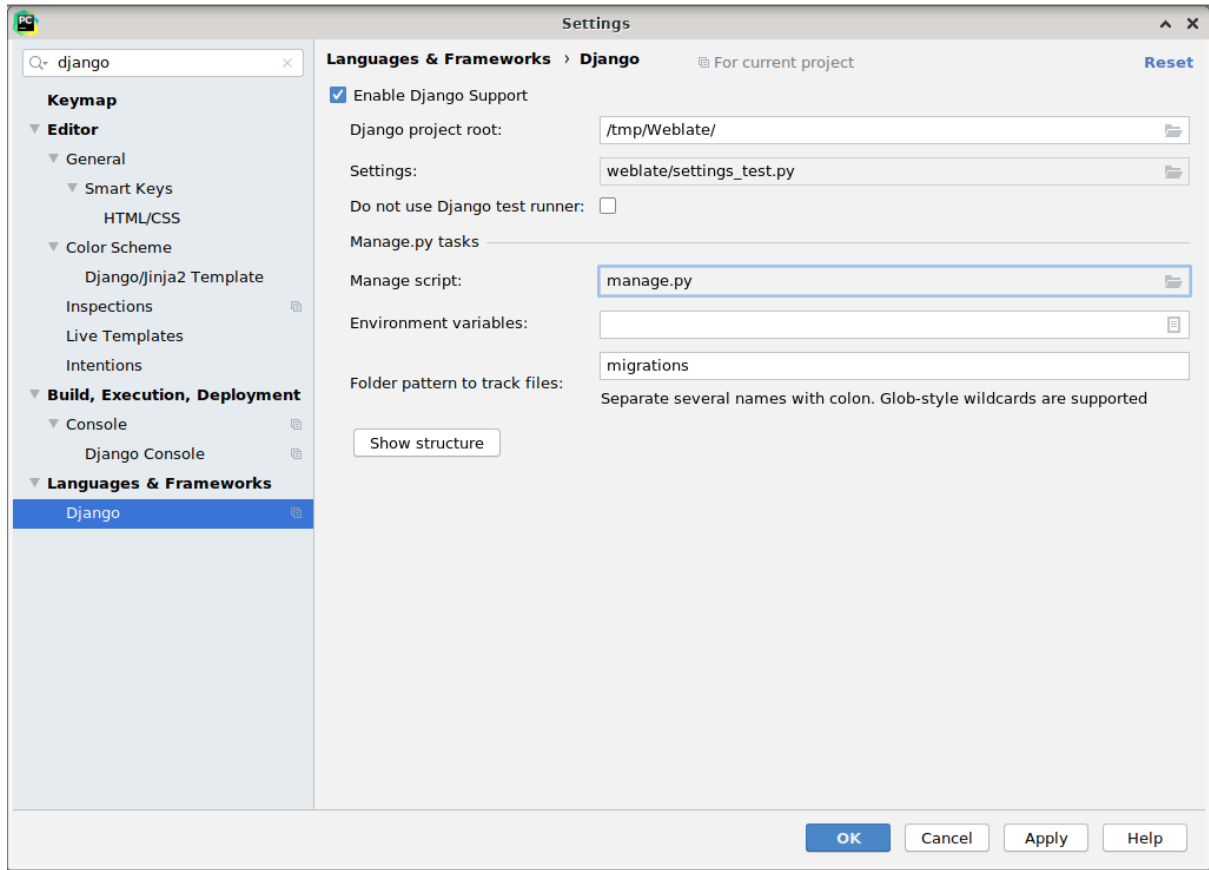 PC
Settings
django
Languages & Frameworks › Django
For current project
Reset
Keymap
Editor
General
Smart Keys
HTML/CSS
Color Scheme
Django/Jinja2 Template
Inspections
Live Templates
Intentions
Build, Execution, Deployment
Console
Django Console
Languages & Frameworks
Django
Enable Django Support
Django project root: /tmp/Weblate/
Settings: weblate/settings_test.py
Do not use Django test runner:
Manage.py tasks
Manage script: manage.py
Environment variables:
Folder pattern to track files: migrations
Separate several names with colon. Glob-style wildcards are supported
Show structure
OK Cancel Apply Help